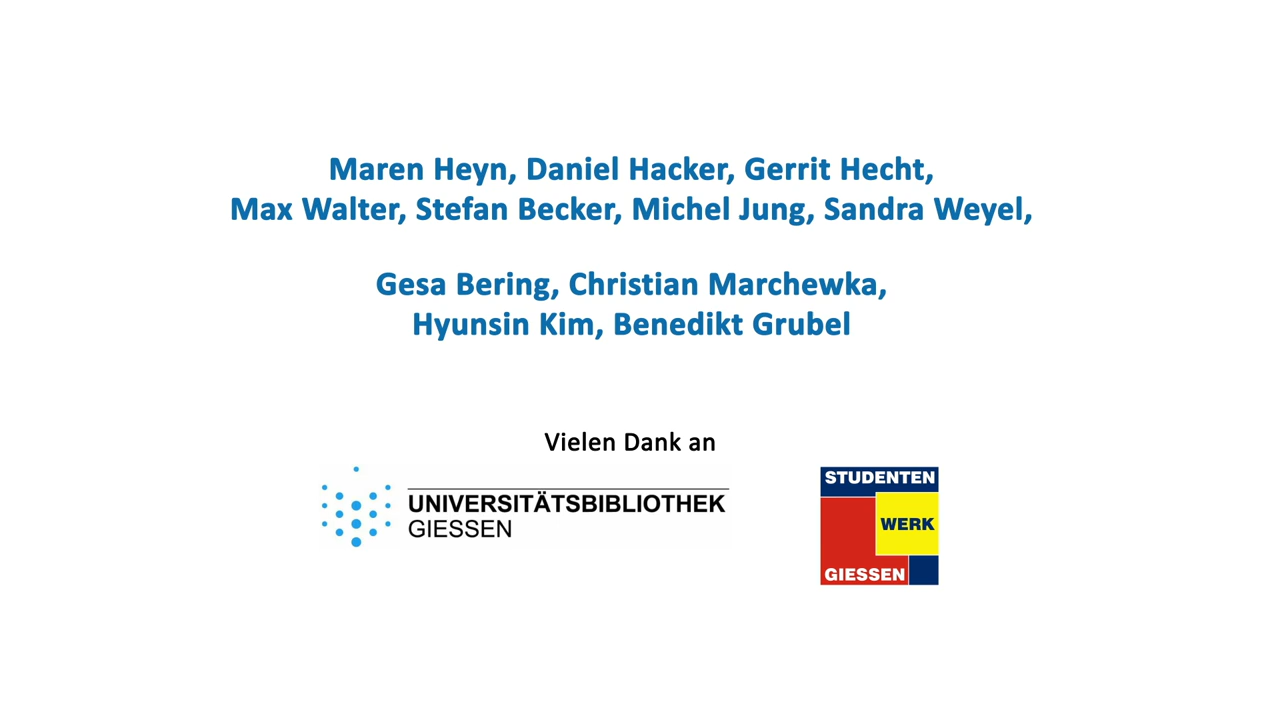 Maren Heyn, Daniel Hacker, Gerrit Hecht,
Max Walter, Stefan Becker, Michel Jung, Sandra Weyel,
Gesa Bering, Christian Marchewka,
Hyunsin Kim, Benedikt Grubel
Vielen Dank an
UNIVERSITÄTSBIBLIOTHEK
GIESSEN
STUDENTEN
WERK
GIESSEN